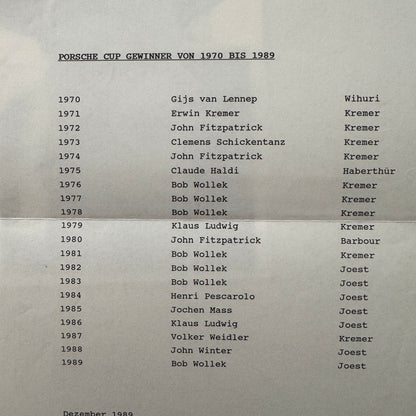 PORSCHE CUP GEWINNER VON 1970 BIS 1989
1970 Gijs van Lennep Wihuri
1971 Erwin Kremer Kremer
1972 John Fitzpatrick Kremer
1973 Clemens Schickentanz Kremer
1974 John Fitzpatrick Kremer
1975 Claude Haldi Haberthür
1976 Bob Wollek Kremer
1977 Bob Wollek Kremer
1978 Bob Wollek Kremer
1979 Klaus Ludwig Kremer
1980 John Fitzpatrick Barbour
1981 Bob Wollek Kremer
1982 Bob Wollek Joest
1983 Bob Wollek Joest
1984 Henri Pescarolo Joest
1985 Jochen Mass Joest
1986 Klaus Ludwig Joest
1987 Volker Weidler Kremer
1988 John Winter Joest
1989 Bob Wollek Joest
Dezember 1989